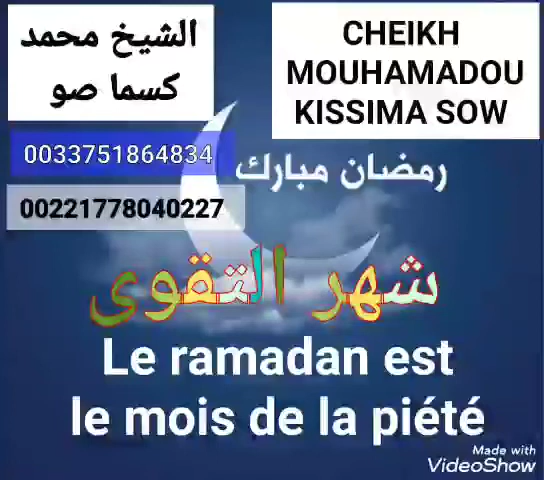 الشيخ محمد
كسما صو
CHEIKH
MOUHAMADOU
KISSIMA SOW
0033751864834
00221778040227
رمضان مبارك
شهر التقوى
Le ramadan est
le mois de la piété
Made with
VideoShow